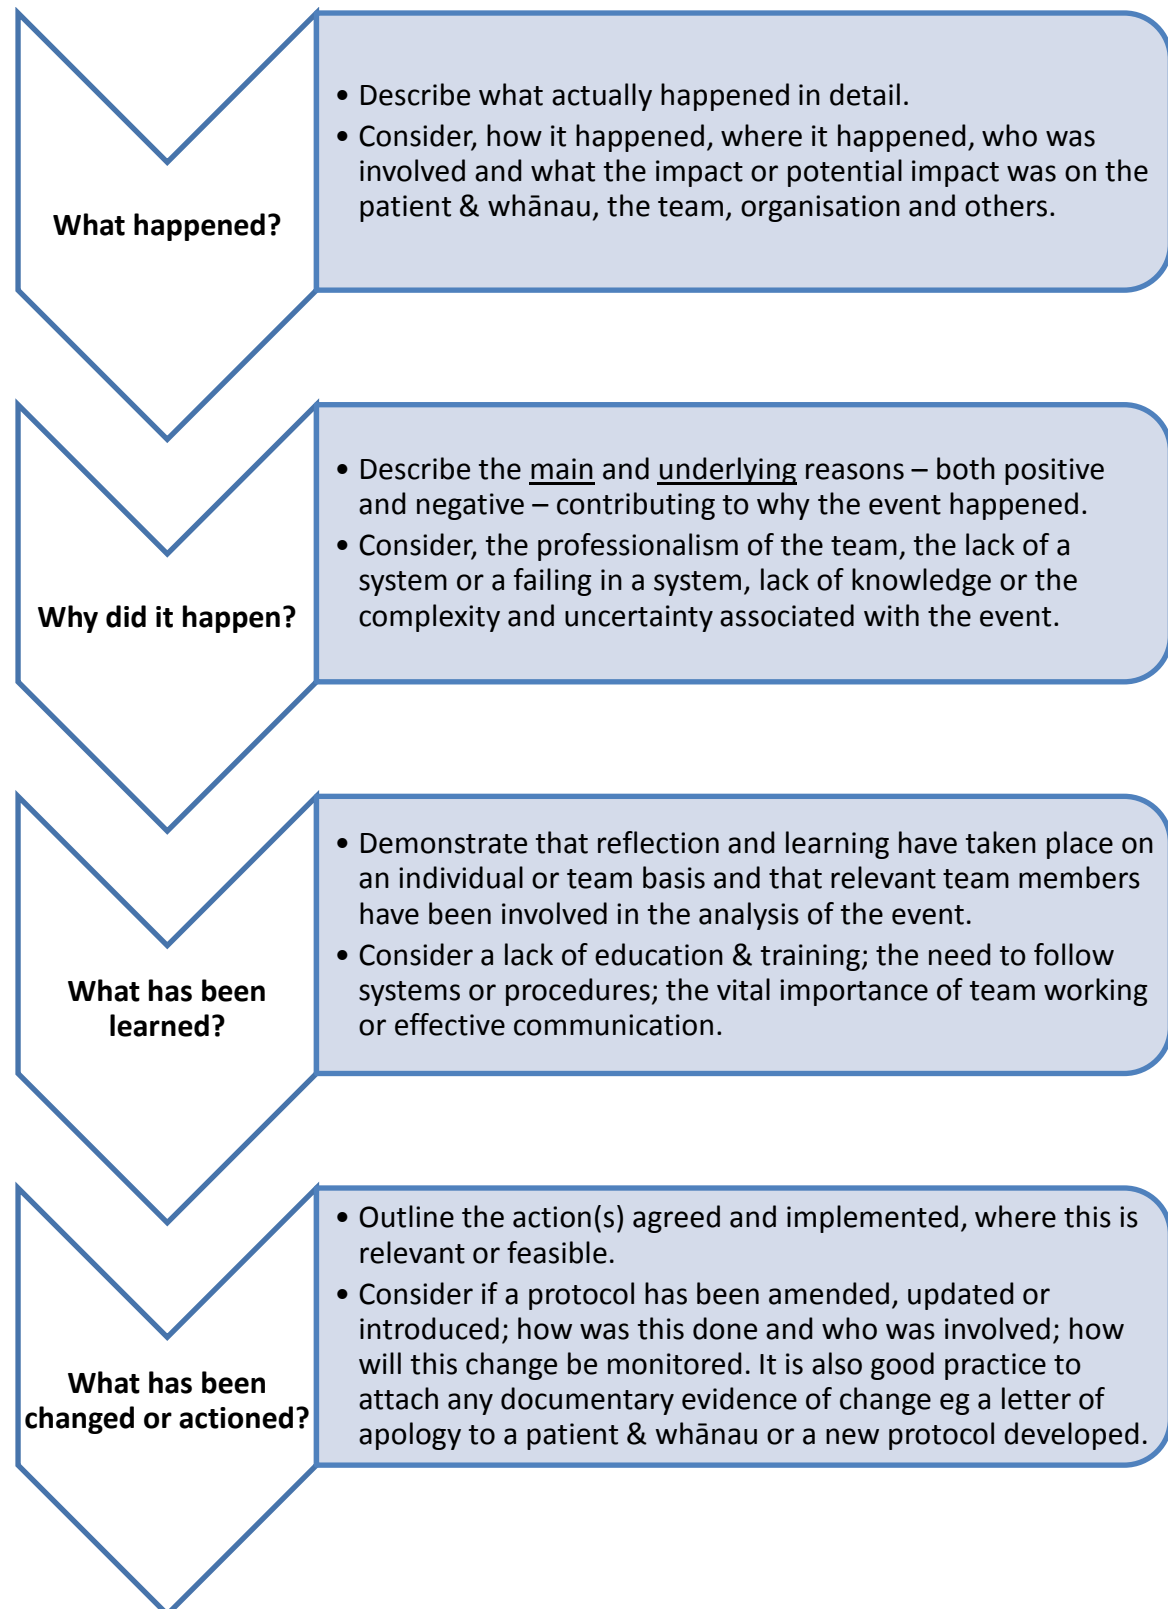 What happened?
• Describe what actually happened in detail.
• Consider, how it happened, where it happened, who was
involved and what the impact or potential impact was on the
patient & whānau, the team, organisation and others.
Why did it happen?
• Describe the main and underlying reasons – both positive
and negative – contributing to why the event happened.
• Consider, the professionalism of the team, the lack of a
system or a failing in a system, lack of knowledge or the
complexity and uncertainty associated with the event.
What has been
learned?
• Demonstrate that reflection and learning have taken place on
an individual or team basis and that relevant team members
have been involved in the analysis of the event.
• Consider a lack of education & training; the need to follow
systems or procedures; the vital importance of team working
or effective communication.
What has been
changed or actioned?
• Outline the action(s) agreed and implemented, where this is
relevant or feasible.
• Consider if a protocol has been amended, updated or
introduced; how was this done and who was involved; how
will this change be monitored. It is also good practice to
attach any documentary evidence of change eg a letter of
apology to a patient & whānau or a new protocol developed.